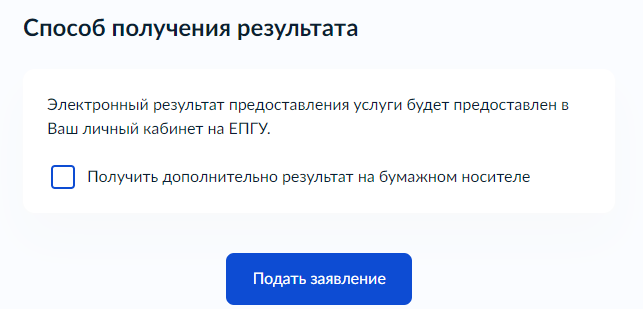 Способ получения результата
Электронный результат предоставления услуги будет предоставлен в
Ваш личный кабинет на ЕПГУ.
Получить дополнительно результат на бумажном носителе
Подать заявление